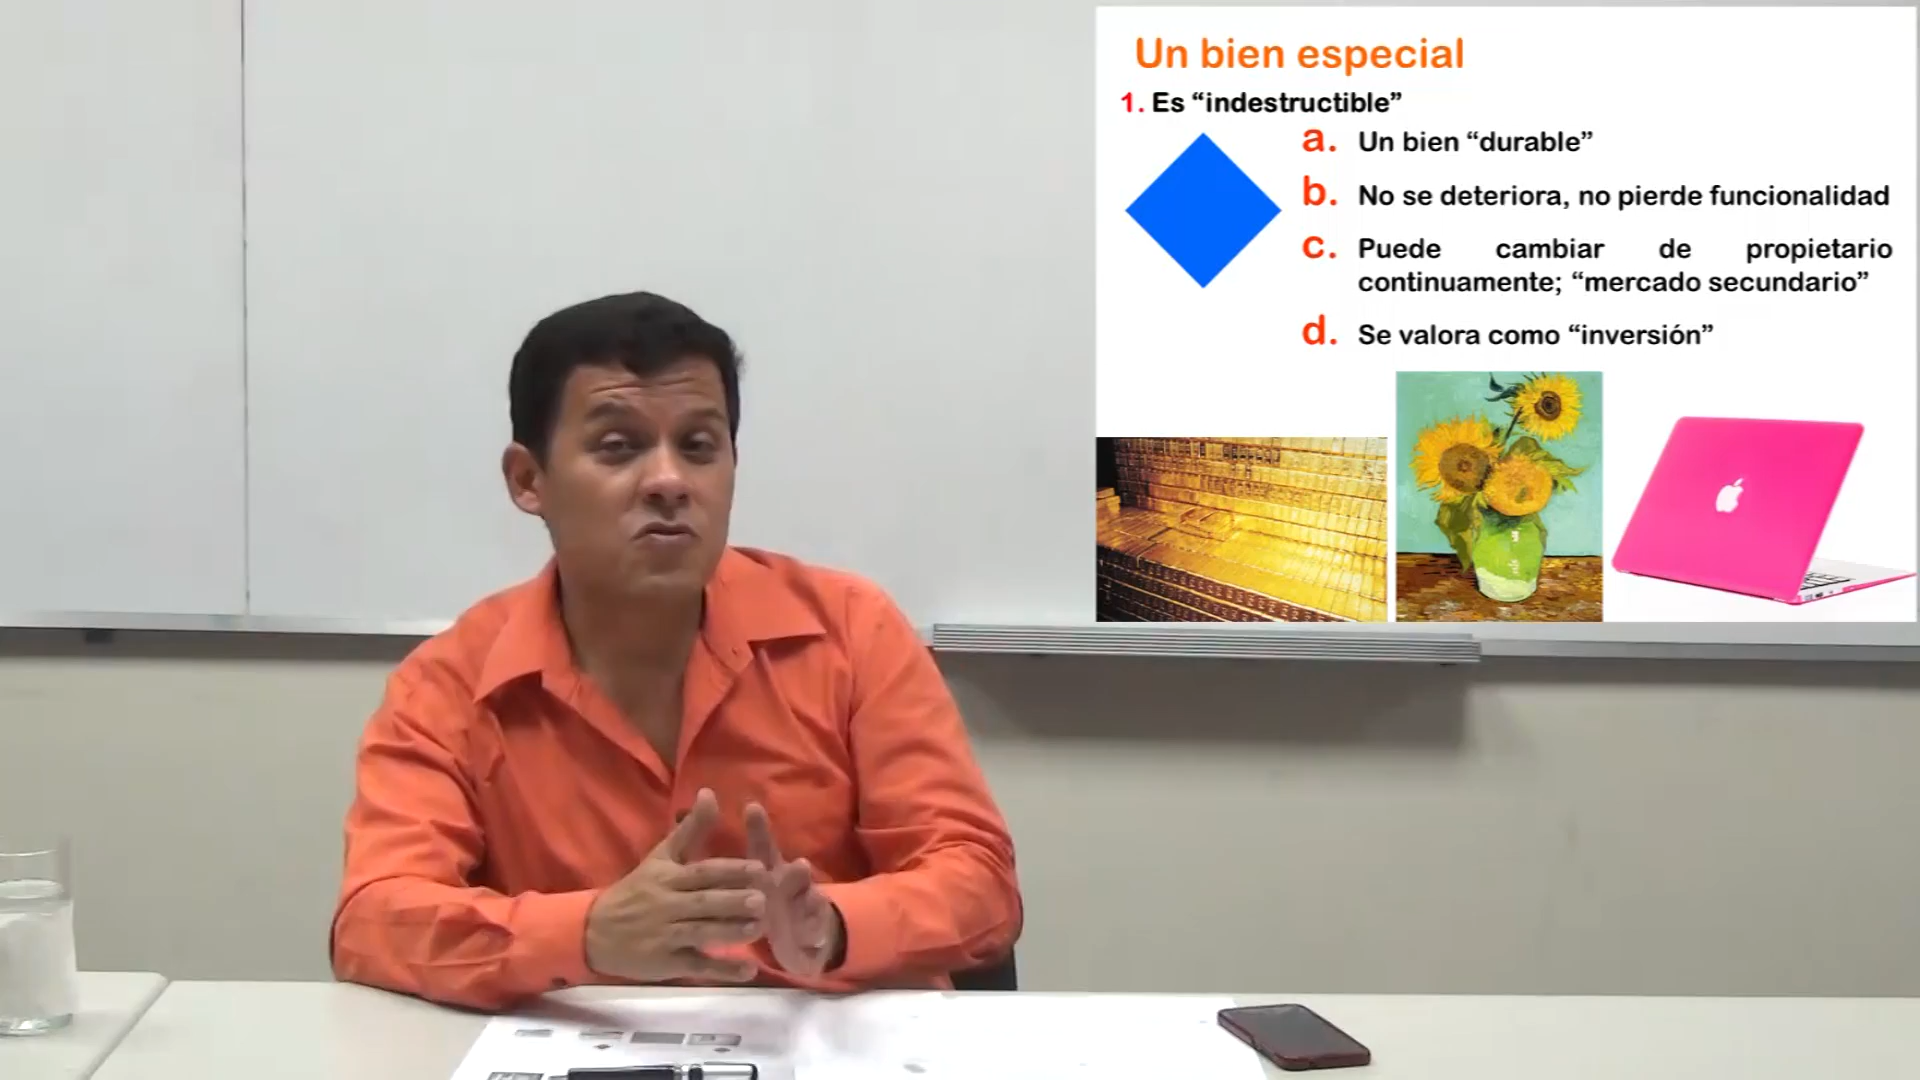 Un bien especial
1. Es “indestructible”
a. Un bien “durable”
b. No se deteriora, no pierde funcionalidad
c. Puede cambiar de propietario
continuamente; “mercado secundario”
d. Se valora como “inversión”